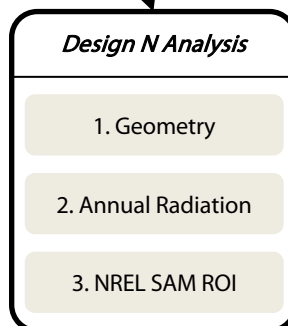 Design N Analysis
1. Geometry
2. Annual Radiation
3. NREL SAM ROI